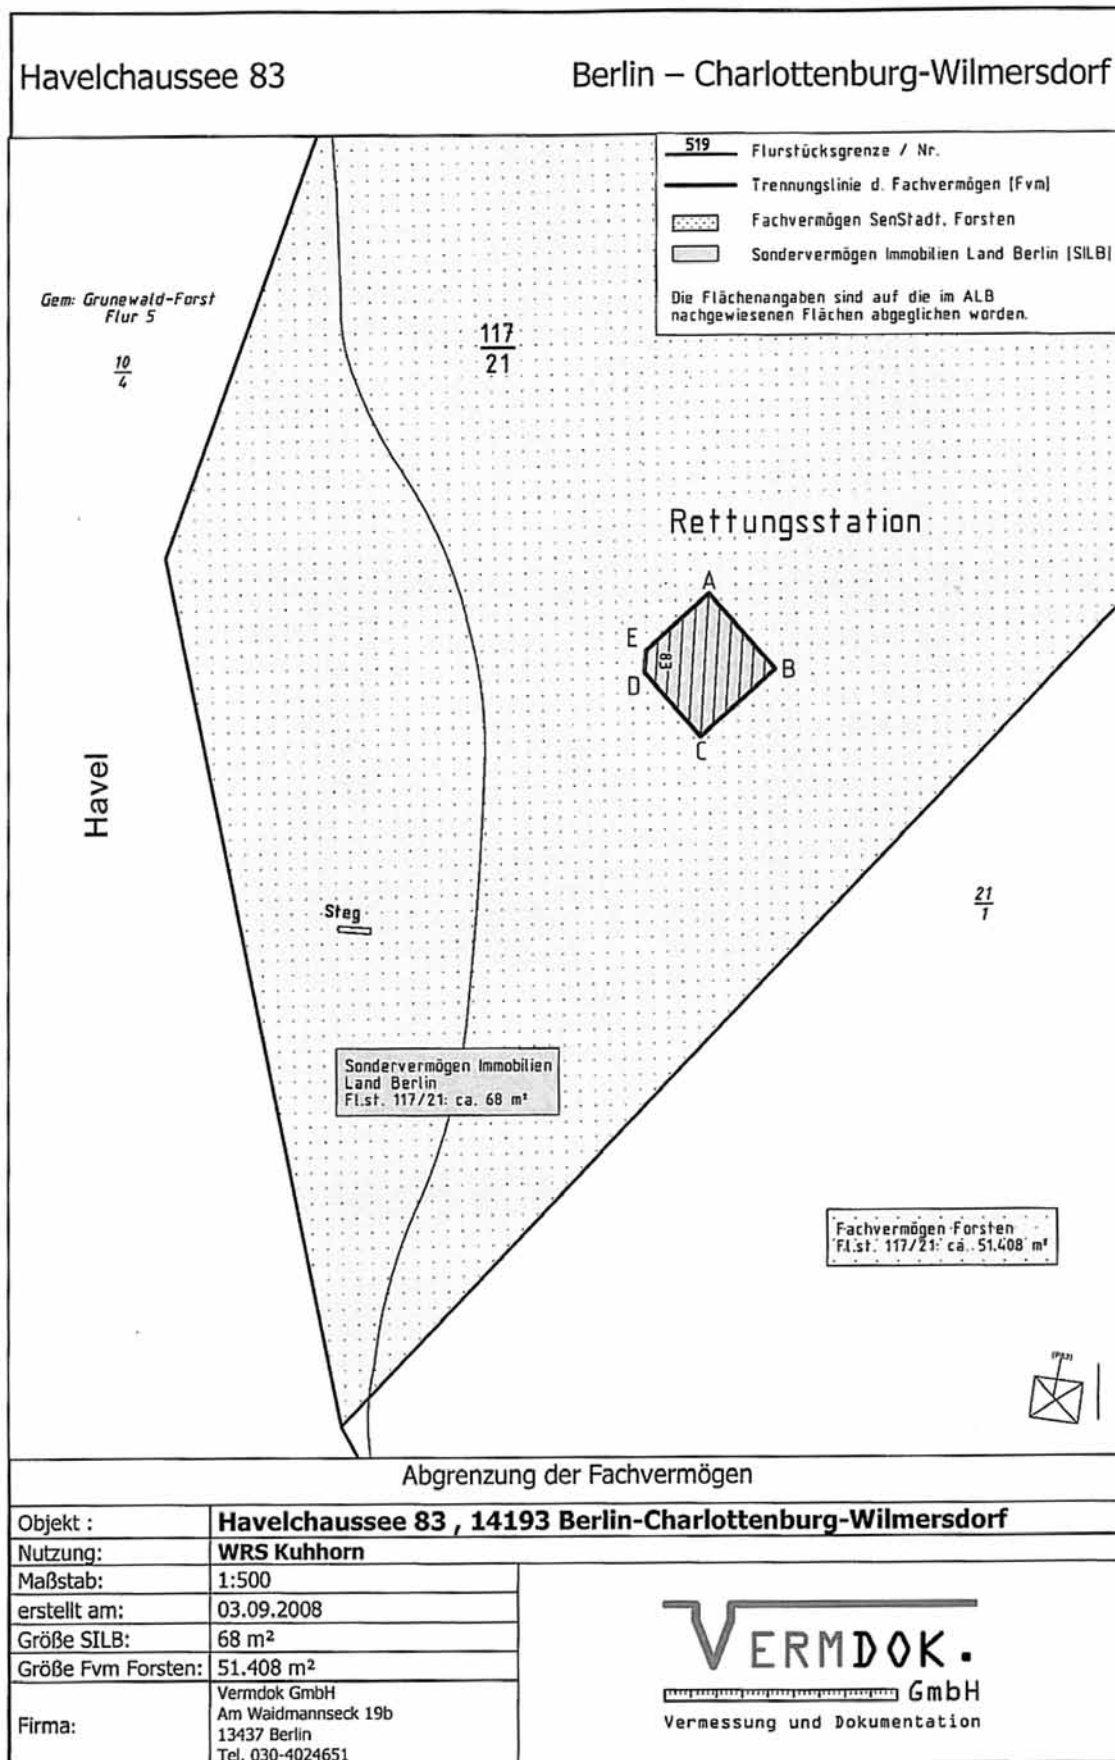 Havelchaussee 83
Berlin – Charlottenburg-Wilmersdorf
519 Flurstücksgrenze / Nr.
Trennungslinie d. Fachvermögen (Fvm)
Fachvermögen SenStadt, Forsten
Sondervermögen Immobilien Land Berlin (SILB)
Die Flächenangaben sind auf die im ALB
nachgewiesenen Flächen abgeglichen worden.
Gem: Grunewald-Forst
Flur 5
10
4
117
21
Rettungsstation
A
E
83
B
D
C
Havel
21
1
Steg
Sondervermögen Immobilien
Land Berlin
Fl.st. 117/21: ca. 68 m²
Fachvermögen Forsten
Fl.st. 117/21: ca. 51.408 m²
Abgrenzung der Fachvermögen
Objekt : Havelchaussee 83 , 14193 Berlin-Charlottenburg-Wilmersdorf
Nutzung: WRS Kuhhorn
Maßstab: 1:500
erstellt am: 03.09.2008
Größe SILB: 68 m²
Größe Fvm Forsten: 51.408 m²
Firma: Vermdok GmbH
Am Waidmannseck 19b
13437 Berlin
Tel. 030-4024651
VERMDOK.
GmbH
Vermessung und Dokumentation